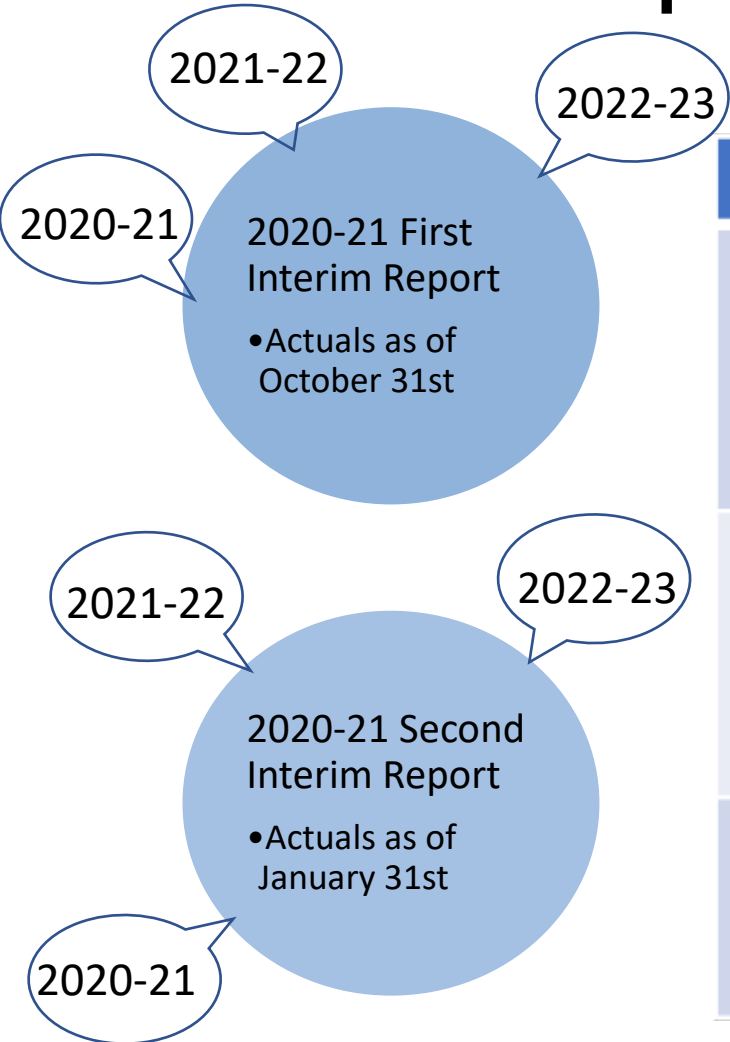 2021-22
2022-23
2020-21
2020-21 First
Interim Report
•Actuals as of
October 31st
2021-22
2022-23
2020-21 Second
Interim Report
•Actuals as of
January 31st
2020-21